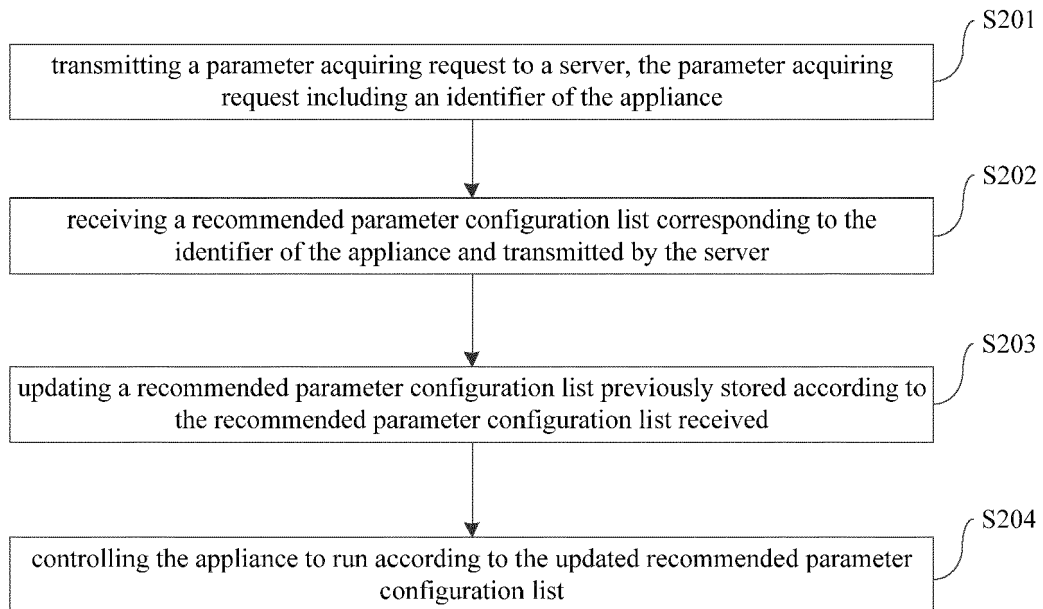 S201
transmitting a parameter acquiring request to a server, the parameter acquiring
request including an identifier of the appliance
S202
receiving a recommended parameter configuration list corresponding to the
identifier of the appliance and transmitted by the server
S203
updating a recommended parameter configuration list previously stored according to
the recommended parameter configuration list received
S204
controlling the appliance to run according to the updated recommended parameter
configuration list